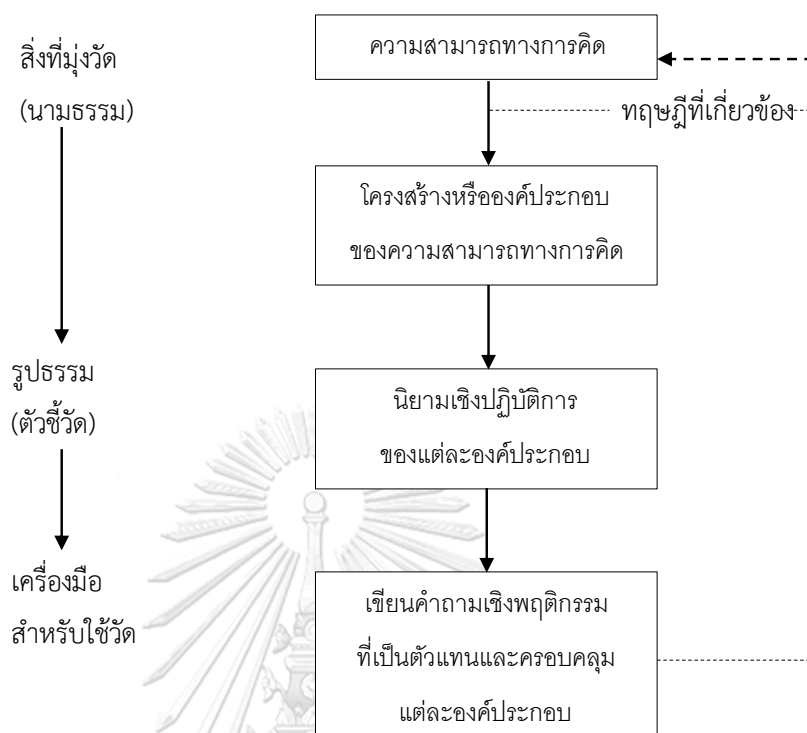 สิ่งที่มุ่งวัด
(นามธรรม)
รูปธรรม
(ตัวชี้วัด)
เครื่องมือ
สำหรับใช้วัด
ความสามารถทางการคิด
ทฤษฎีที่เกี่ยวข้อง
โครงสร้างหรือองค์ประกอบ
ของความสามารถทางการคิด
นิยามเชิงปฏิบัติการ
ของแต่ละองค์ประกอบ
เขียนคำถามเชิงพฤติกรรม
ที่เป็นตัวแทนและครอบคลุม
แต่ละองค์ประกอบ